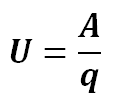 U = A/q